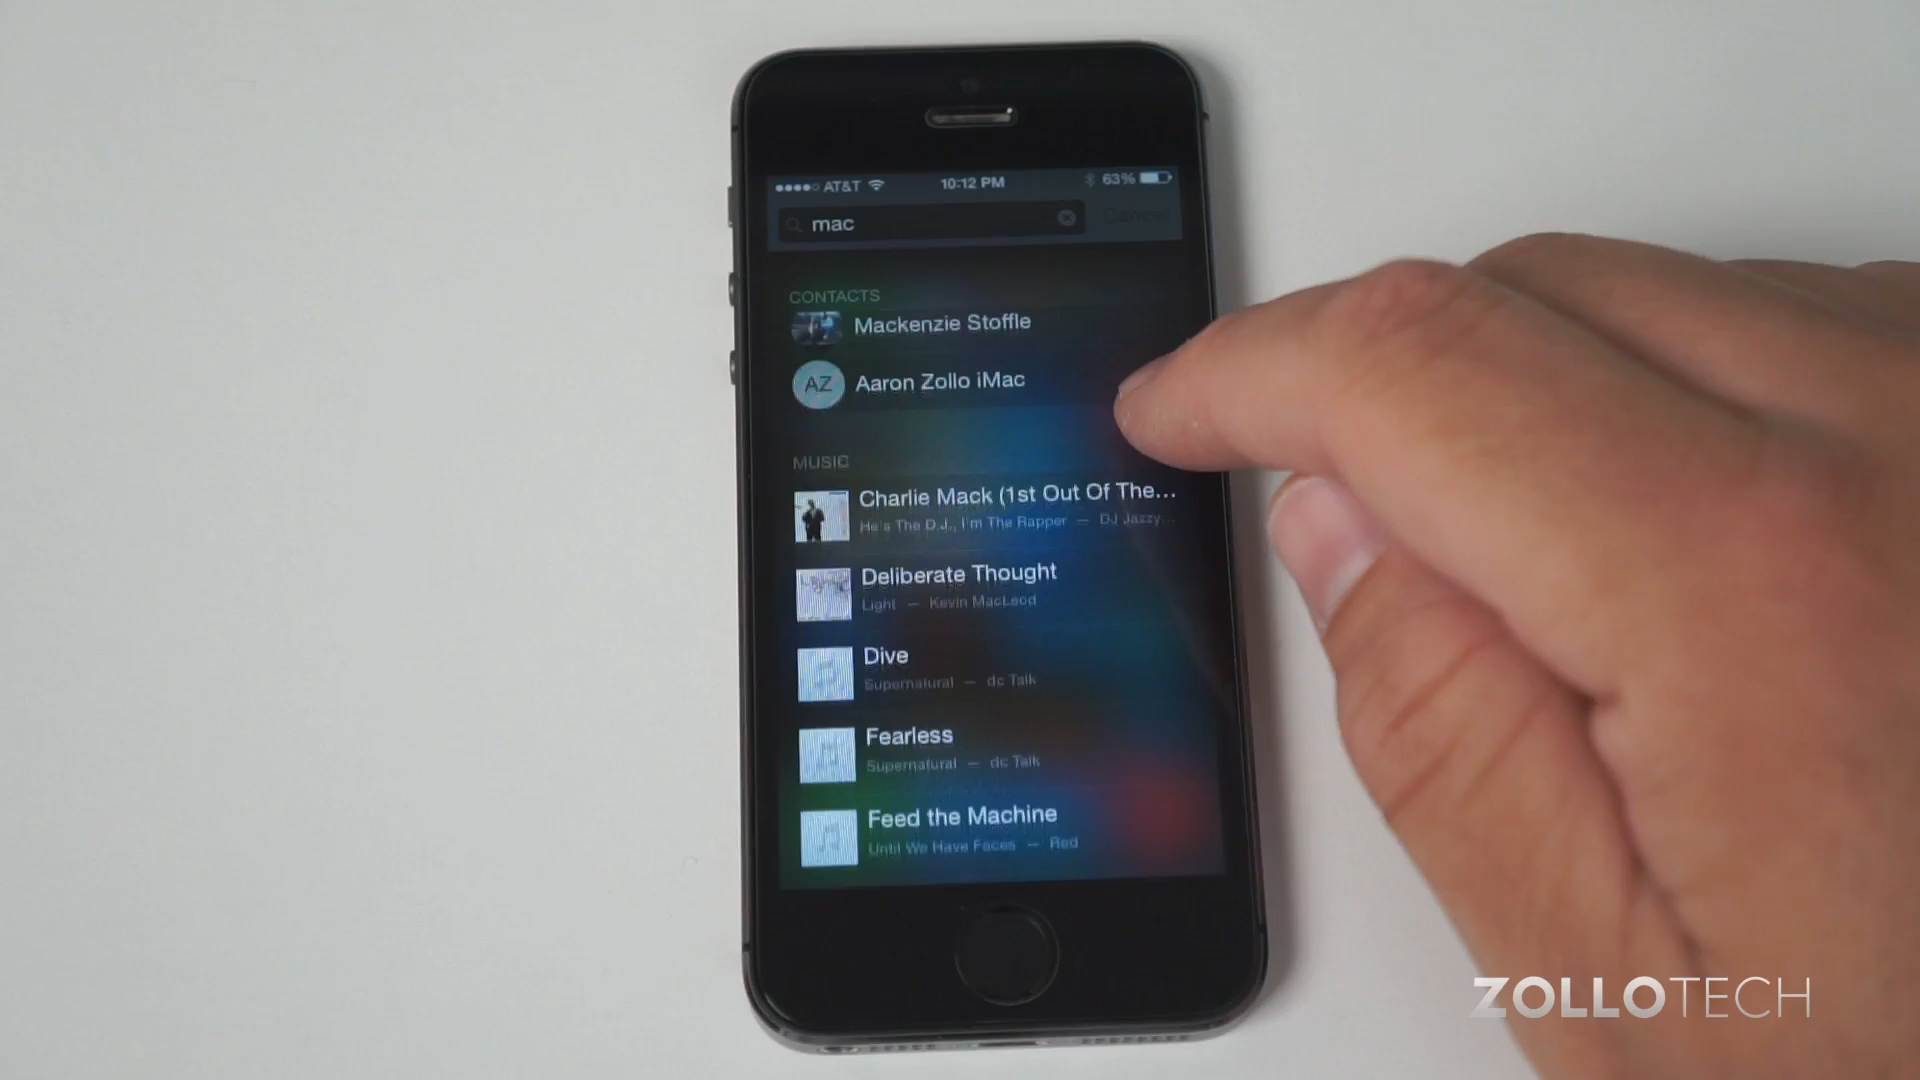 AT&T 10:12 PM 63%
mac Cancel
CONTACTS
Mackenzie Stoffle
AZ Aaron Zollo iMac
MUSIC
Charlie Mack (1st Out Of The...
He's The D.J., I'm The Rapper — DJ Jazzy...
Deliberate Thought
Light — Kevin MacLeod
Dive
Supernatural — dc Talk
Fearless
Supernatural — dc Talk
Feed the Machine
Until We Have Faces — Red
ZOLLOTECH